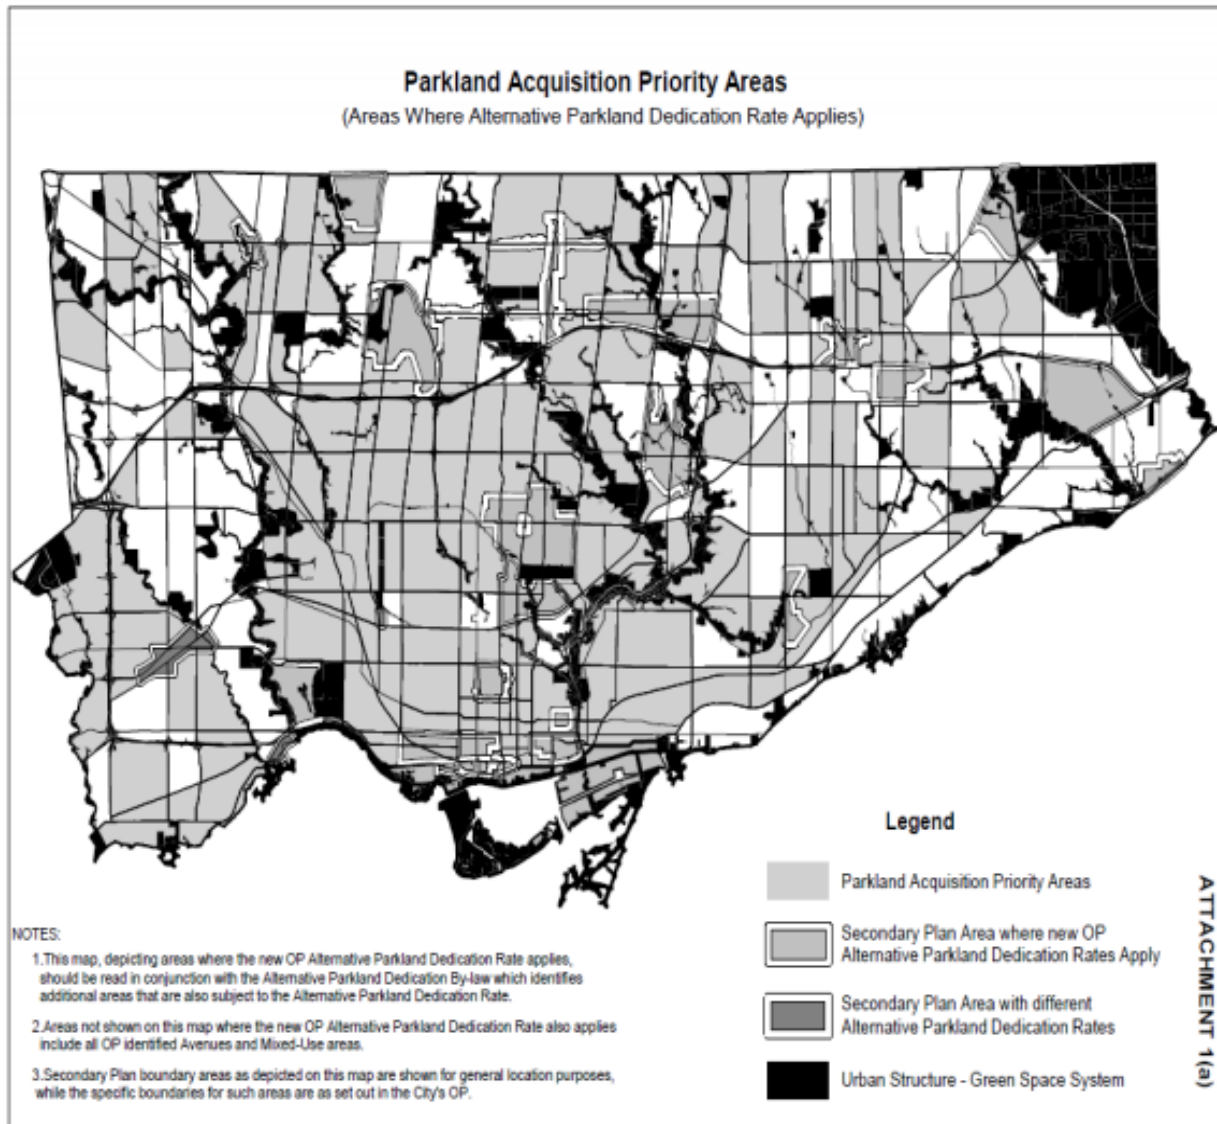 Parkland Acquisition Priority Areas
(Areas Where Alternative Parkland Dedication Rate Applies)
Legend
Parkland Acquisition Priority Areas
Secondary Plan Area where new OP
Alternative Parkland Dedication Rates Apply
Secondary Plan Area with different
Alternative Parkland Dedication Rates
Urban Structure - Green Space System
ATTACHMENT 1(a)
NOTES:
1.This map, depicting areas where the new OP Alternative Parkland Dedication Rate applies,
should be read in conjunction with the Alternative Parkland Dedication By-law which identifies
additional areas that are also subject to the Alternative Parkland Dedication Rate.
2.Areas not shown on this map where the new OP Alternative Parkland Dedication Rate also applies
include all OP identified Avenues and Mixed-Use areas.
3.Secondary Plan boundary areas as depicted on this map are shown for general location purposes,
while the specific boundaries for such areas are as set out in the City's OP.